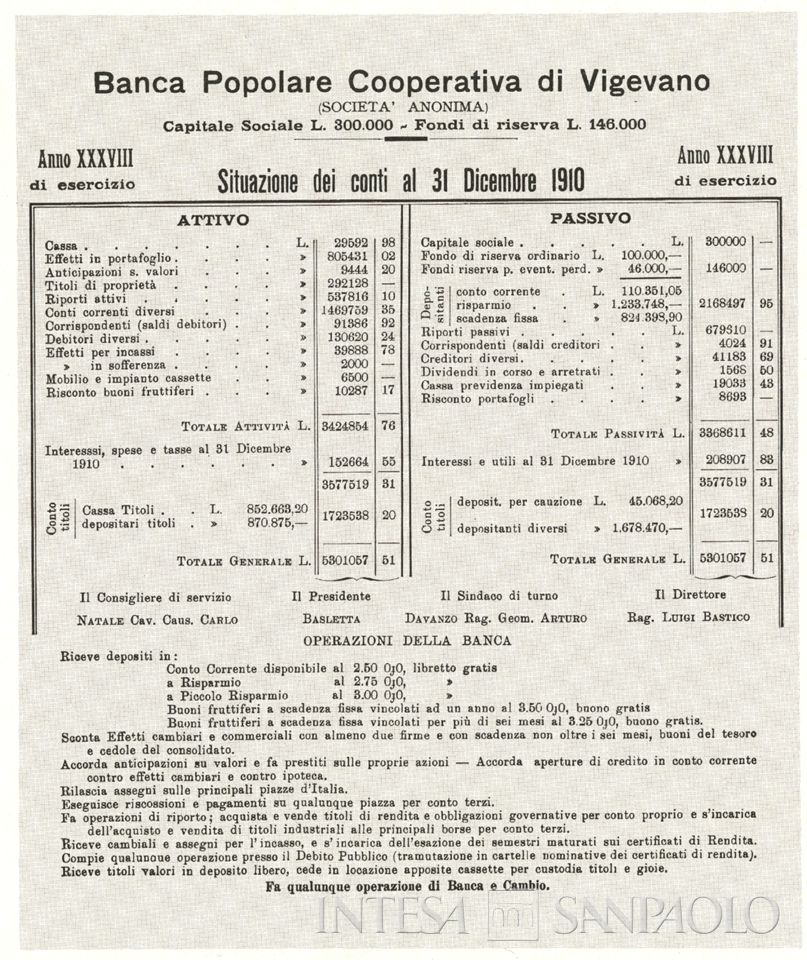 Banca Popolare Cooperativa di Vigevano
(SOCIETA' ANONIMA)
Capitale Sociale L. 300.000 - Fondi di riserva L. 146.000
Anno XXXVIII
di esercizio
Situazione dei conti al 31 Dicembre 1910
Anno XXXVIII
di esercizio
ATTIVO
Cassa . . . . . . . L. 29592 98
Effetti in portafoglio . . . . » 805431 02
Anticipazioni s. valori . . . » 9444 20
Titoli di proprietà . . . . » 292128 —
Riporti attivi . . . . . » 537816 10
Conti correnti diversi . . . » 1469759 35
Corrispondenti (saldi debitori) . . » 91386 92
Debitori diversi . . . . . » 130620 24
Effetti per incassi . . . . » 39888 78
» in sofferenza . . . . » 2000 —
Mobilio e impianto cassette . . » 6500 —
Risconto buoni fruttiferi . . . » 10287 17
TOTALE ATTIVITÀ L. 3424854 76
Interesssi, spese e tasse al 31 Dicembre
1910 . . . . . . » 152664 55
3577519 31
Conto titoli
Cassa Titoli . . L. 852.663,20
depositari titoli . » 870.875,—
1723538 20
TOTALE GENERALE L. 5301057 51
PASSIVO
Capitale sociale . . . . . L. 300000 —
Fondo di riserva ordinario L. 100.000,—
Fondi riserva p. event. perd. » 46.000,— 146000 —
Depositanti
conto corrente . L. 110.351,05
risparmio . . » 1.233.748,— 2168497 95
scadenza fissa . » 824.398,90
Riporti passivi . . . . . L. 679810 —
Corrispondenti (saldi creditori . . » 4024 91
Creditori diversi . . . . . » 41183 69
Dividendi in corso e arretrati . . » 1568 50
Cassa previdenza impiegati . . » 19033 43
Risconto portafogli . . . . » 8693 —
TOTALE PASSIVITÀ L. 3368611 48
Interessi e utili al 31 Dicembre 1910 » 208907 83
3577519 31
Conto titoli
deposit. per cauzione L. 45.068,20
1723538 20
depositanti diversi » 1.678.470,—
TOTALE GENERALE L. 5301057 51
Il Consigliere di servizio Il Presidente Il Sindaco di turno Il Direttore
NATALE Cav. Caus. CARLO BASLETTA DAVANZO Rag. Geom. ARTURO Rag. LUIGI BASTICO
OPERAZIONI DELLA BANCA
Riceve depositi in :
Conto Corrente disponibile al 2.50 0j0, libretto gratis
a Risparmio al 2.75 0j0, »
a Piccolo Risparmio al 3.00 0j0, »
Buoni fruttiferi a scadenza fissa vincolati ad un anno al 3.50 0j0, buono gratis
Buoni fruttiferi a scadenza fissa vincolati per più di sei mesi al 3.25 0j0, buono gratis.
Sconta Effetti cambiari e commerciali con almeno due firme e con scadenza non oltre i sei mesi, buoni del tesoro
e cedole del consolidato.
Accorda anticipazioni su valori e fa prestiti sulle proprie azioni — Accorda aperture di credito in conto corrente
contro effetti cambiari e contro ipoteca.
Rilascia assegni sulle principali piazze d'Italia.
Eseguisce riscossioni e pagamenti su qualunque piazza per conto terzi.
Fa operazioni di riporto ; acquista e vende titoli di rendita e obbligazioni governative per conto proprio e s'incarica
dell'acquisto e vendita di titoli industriali alle principali borse per conto terzi.
Riceve cambiali e assegni per l'incasso, e s'incarica dell'esazione dei semestri maturati sui certificati di Rendita.
Compie qualunque operazione presso il Debito Pubblico (tramutazione in cartelle nominative dei certificati di rendita).
Riceve titoli valori in deposito libero, cede in locazione apposite cassette per custodia titoli e gioie.
Fa qualunque operazione di Banca e Cambio.
INTESA SANPAOLO